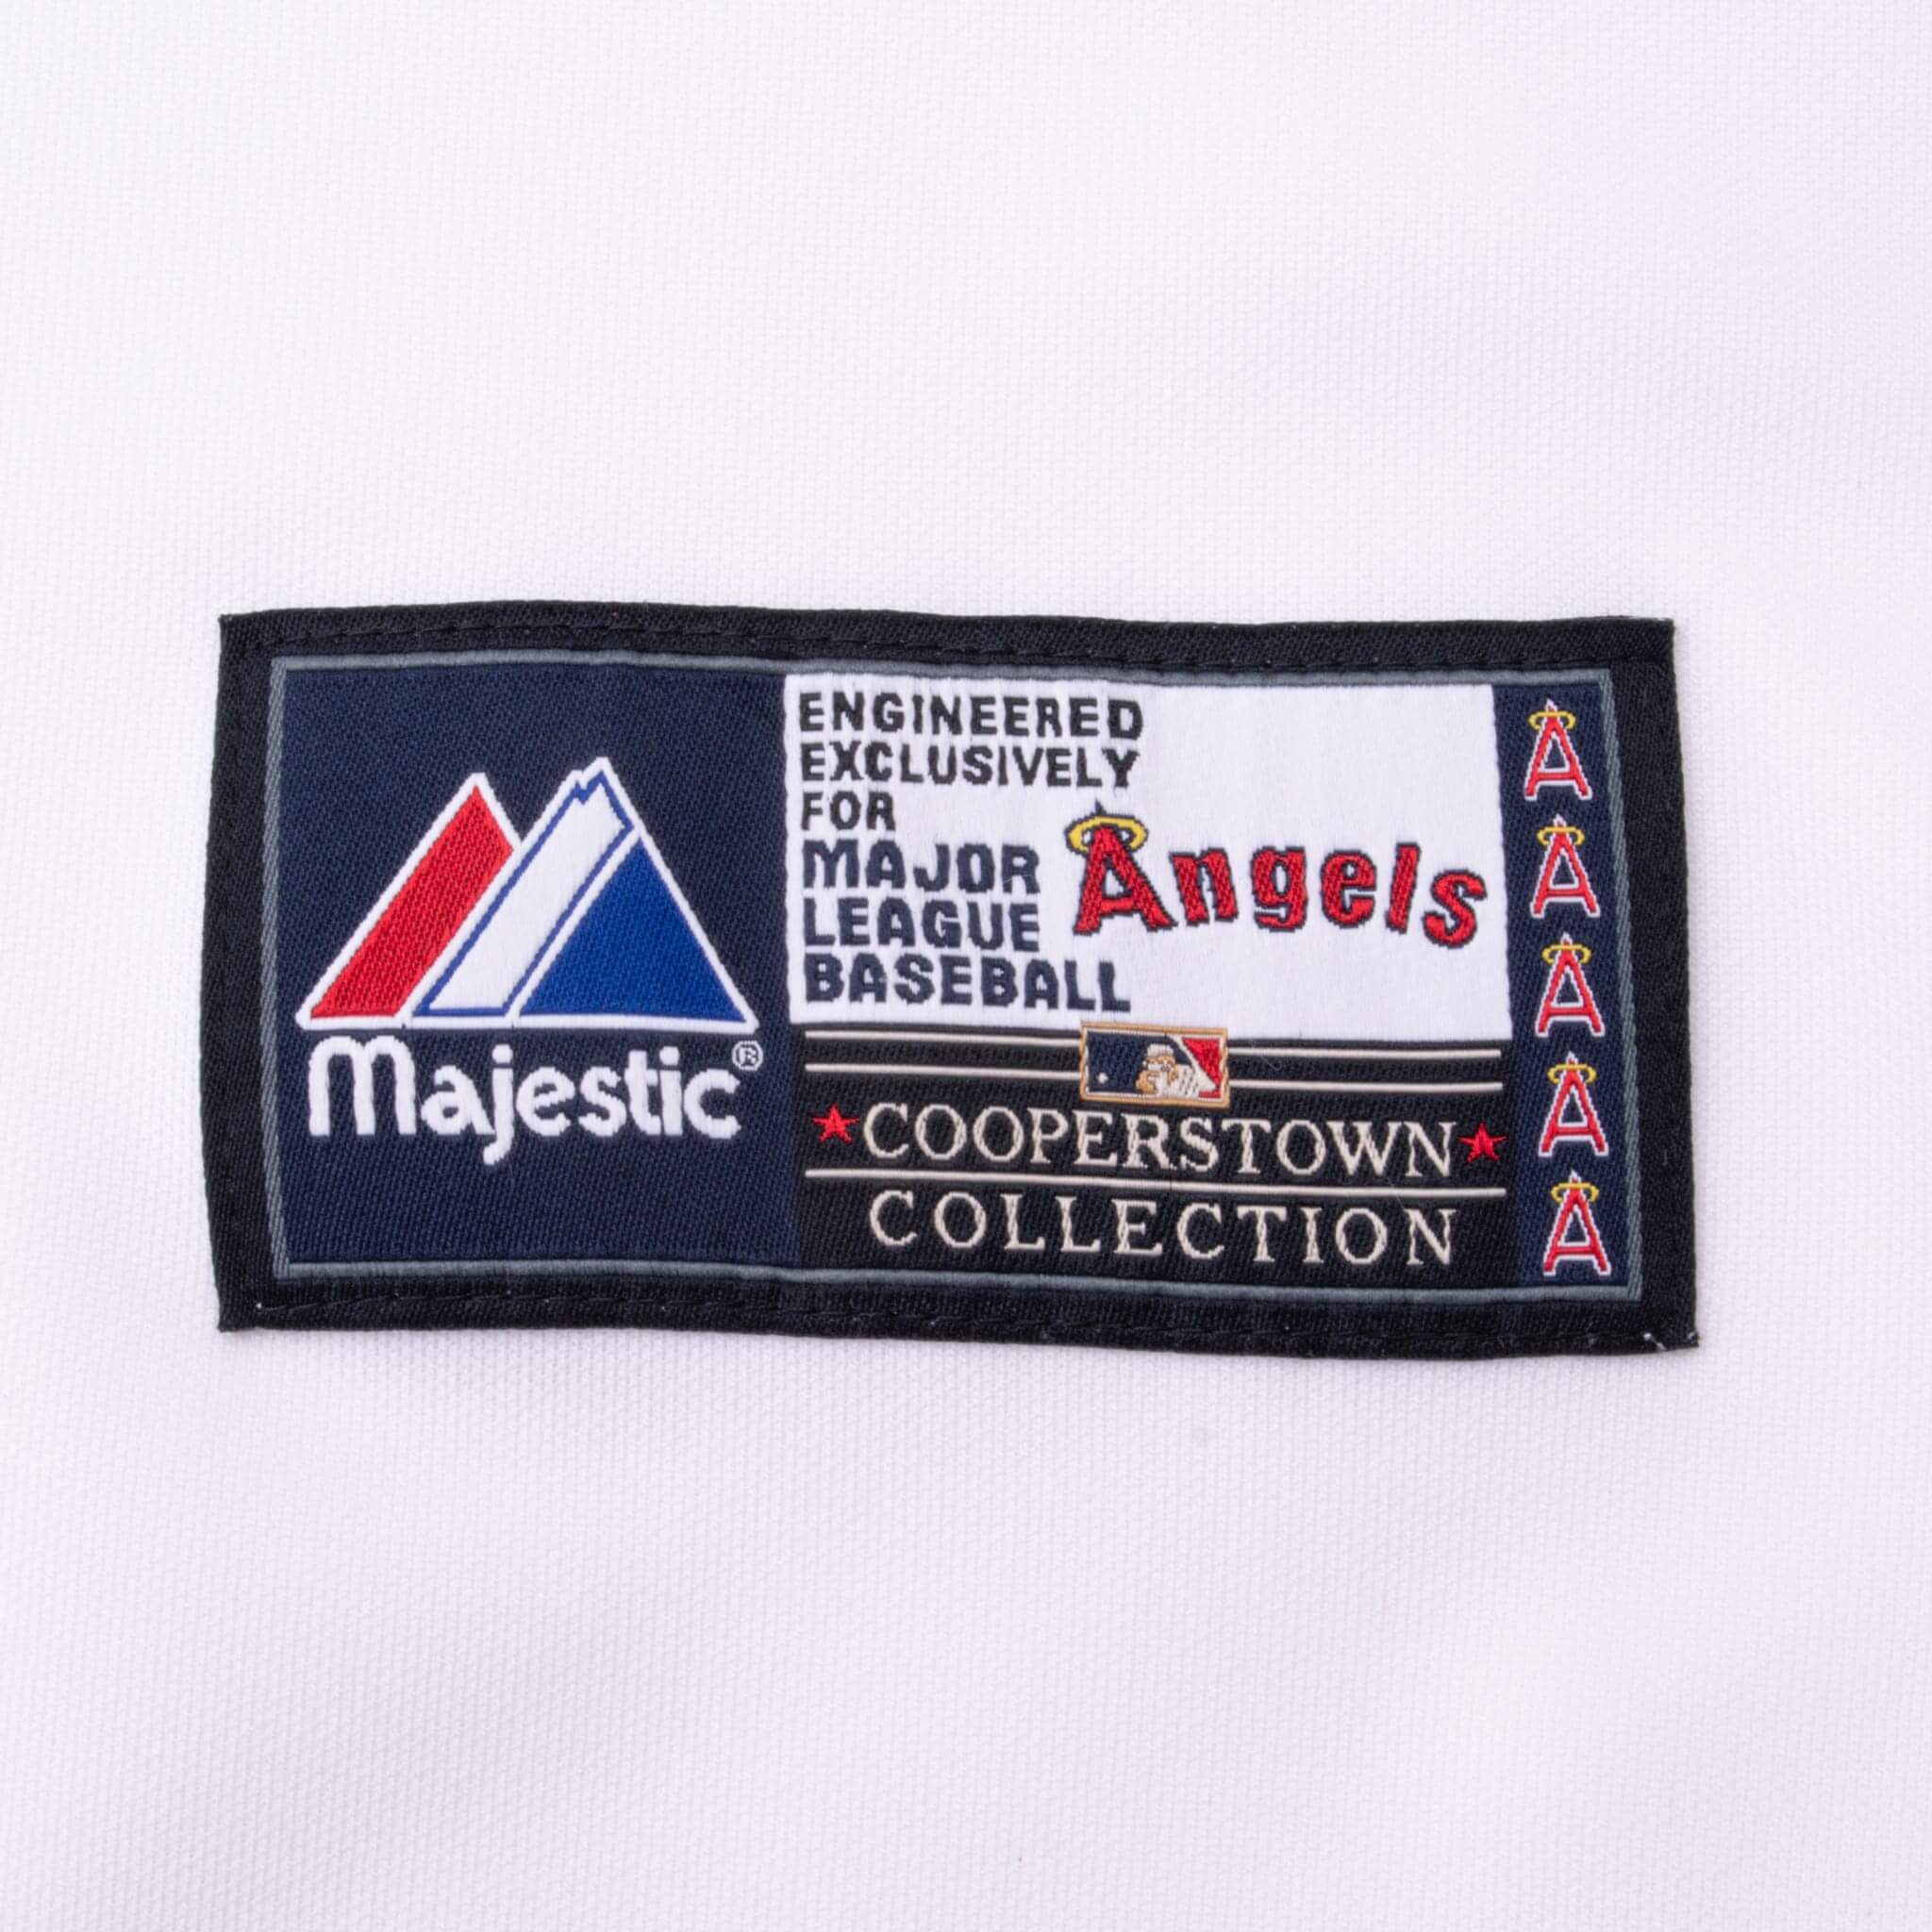 Majestic®
ENGINEERED
EXCLUSIVELY
FOR
MAJOR
LEAGUE
BASEBALL
Angels
COOPERSTOWN
COLLECTION
A
A
A
A
A